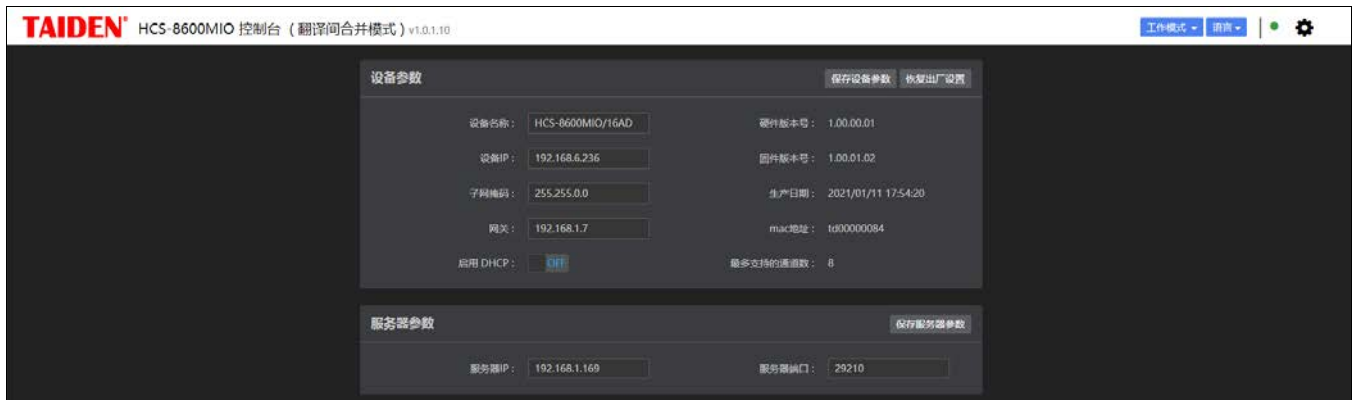 TAIDEN HCS-8600MIO 控制台 ( 翻译间合并模式 ) v1.0.1.10 工作模式 语言
设备参数 保存设备参数 恢复出厂设置
设备名称： HCS-8600MIO/16AD 硬件版本号： 1.00.00.01
设备IP： 192.168.6.236 固件版本号： 1.00.01.02
子网掩码： 255.255.0.0 生产日期： 2021/01/11 17:54:20
网关： 192.168.1.7 mac地址： td00000084
启用 DHCP： OFF 最多支持的通道数： 8
服务器参数 保存服务器参数
服务器IP： 192.168.1.169 服务器端口： 29210